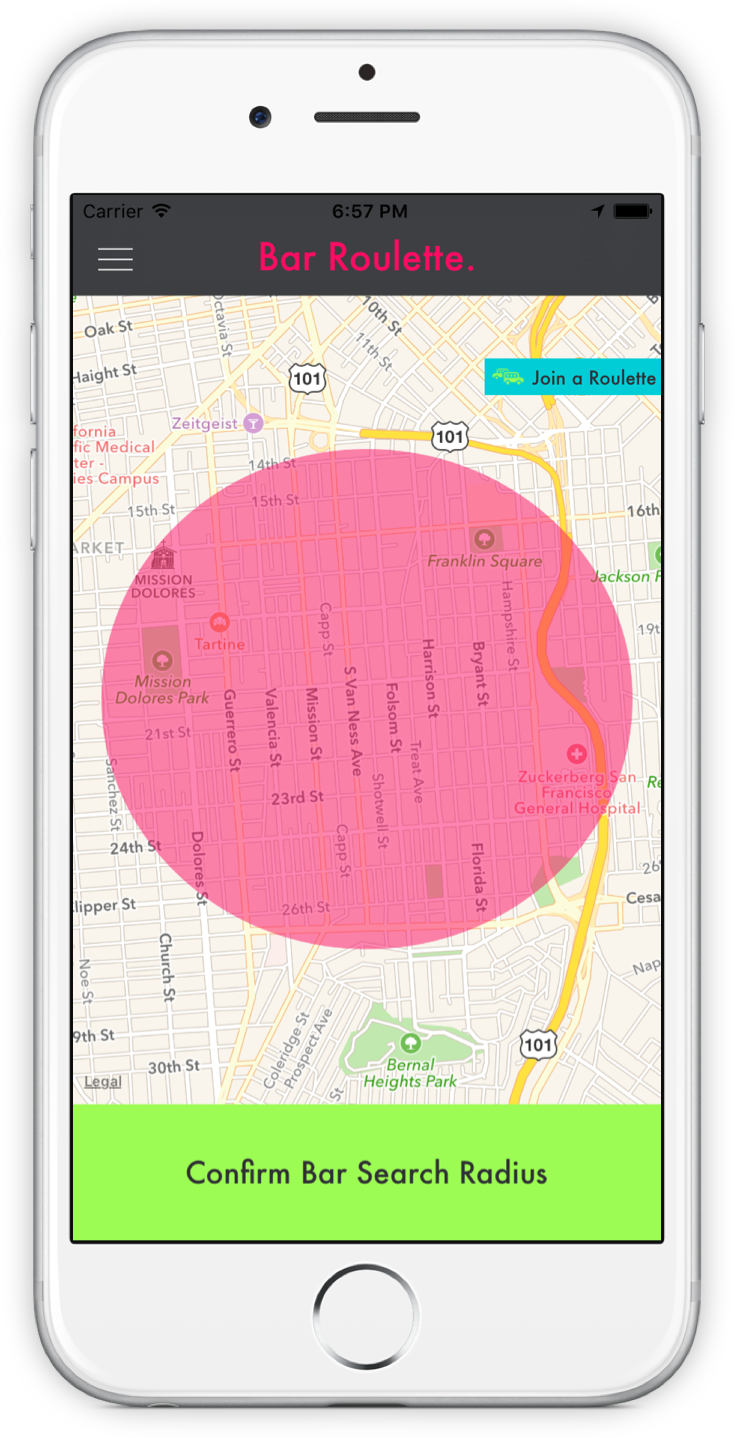 Carrier
6:57 PM
Bar Roulette.
Oak St
Octavia St
10th St
11th St
Haight St
101
Join a Roulette
Zeitgeist
101
fornia
fic Medical
ter -
ies Campus
14th St
15th St
15th St
16th
ARKET
Franklin Square
MISSION
DOLORES
Jackson
Hampshire St
Capp St
Tartine
19t
Mission
Dolores Park
Guerrero St
Valencia St
Mission St
S Van Ness Ave
Folsom St
Harrison St
Bryant St
21st St
Treat Ave
Sanchez St
Shotwell St
Zuckerberg San
Francisco
General Hospital
Re
23rd St
24th St
Dolores St
Capp St
Florida St
26
lipper St
26th St
Cesa
Church St
Noe St
Nap
9th St
Coleridge St
Prospect Ave
101
30th St
Bernal
Heights Park
St
Legal
Confirm Bar Search Radius